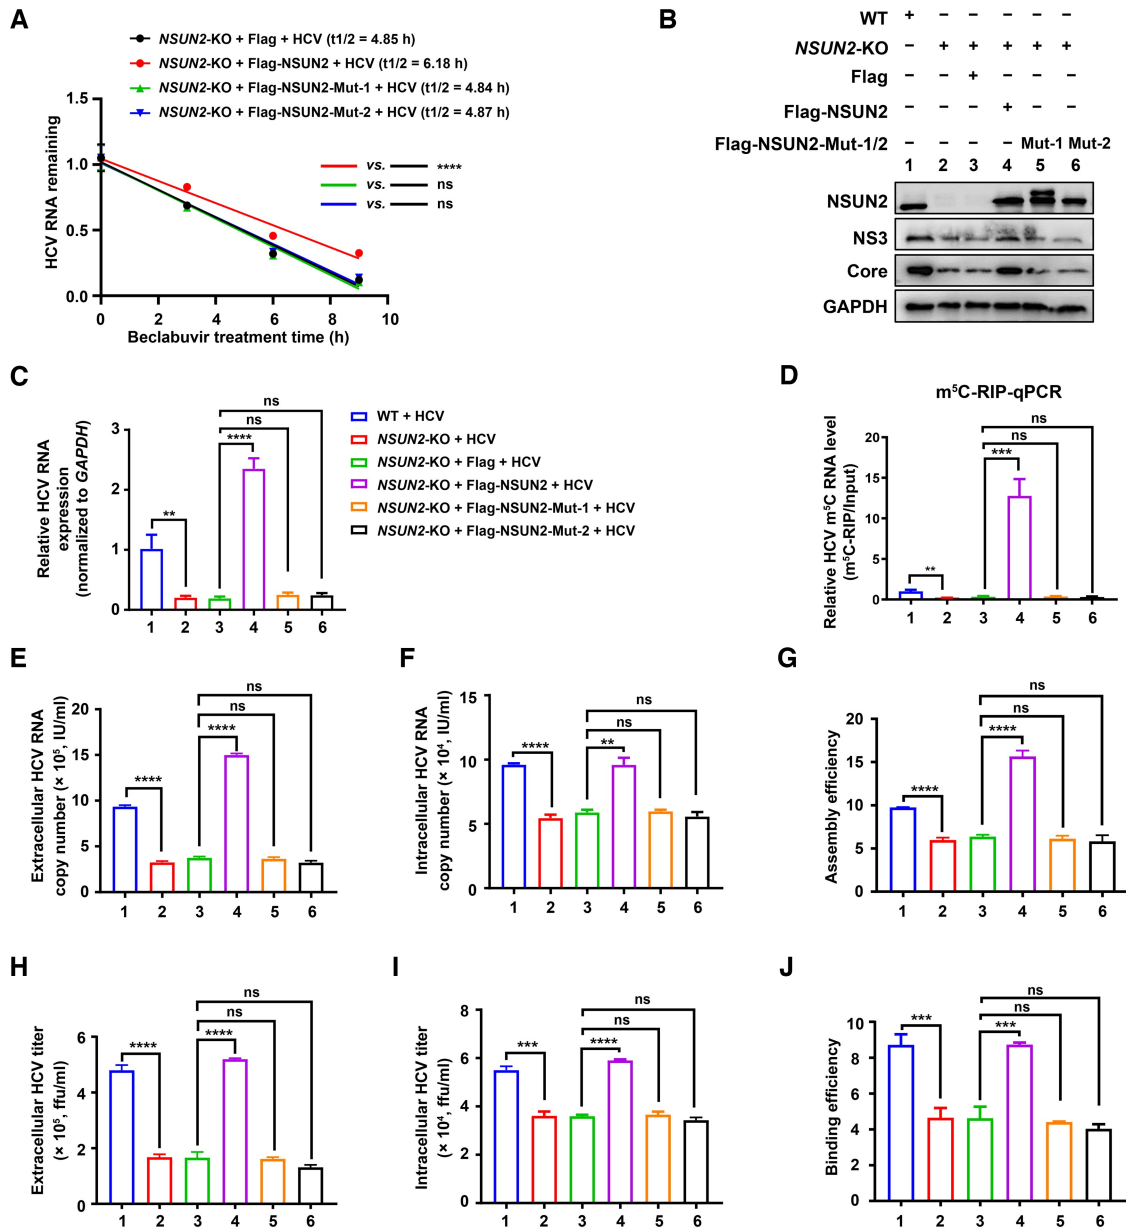 A
NSUN2-KO + Flag + HCV (t1/2 = 4.85 h)
NSUN2-KO + Flag-NSUN2 + HCV (t1/2 = 6.18 h)
NSUN2-KO + Flag-NSUN2-Mut-1 + HCV (t1/2 = 4.84 h)
NSUN2-KO + Flag-NSUN2-Mut-2 + HCV (t1/2 = 4.87 h)
HCV RNA remaining
1.5
1.0
0.5
0.0
vs. ****
vs. ns
vs. ns
0 2 4 6 8 10
Beclabuvir treatment time (h)
B
WT + – – – – –
NSUN2-KO – + + + + +
Flag – – + – – –
Flag-NSUN2 – – – + – –
Flag-NSUN2-Mut-1/2 – – – – Mut-1 Mut-2
1 2 3 4 5 6
NSUN2
NS3
Core
GAPDH
C
Relative HCV RNA
expression
(normalized to GAPDH)
3
2
1
0
**
****
ns
ns
1 2 3 4 5 6
WT + HCV
NSUN2-KO + HCV
NSUN2-KO + Flag + HCV
NSUN2-KO + Flag-NSUN2 + HCV
NSUN2-KO + Flag-NSUN2-Mut-1 + HCV
NSUN2-KO + Flag-NSUN2-Mut-2 + HCV
D
m⁵C-RIP-qPCR
Relative HCV m⁵C RNA level
(m⁵C-RIP/Input)
20
15
10
5
0
**
***
ns
ns
1 2 3 4 5 6
E
Extracellular HCV RNA
copy number (× 10⁵, IU/ml)
20
15
10
5
0
****
****
ns
ns
1 2 3 4 5 6
F
Intracellular HCV RNA
copy number (× 10⁴, IU/ml)
15
10
5
0
****
**
ns
ns
1 2 3 4 5 6
G
Assembly efficiency
20
15
10
5
0
****
****
ns
ns
1 2 3 4 5 6
H
Extracellular HCV titer
(× 10⁵, ffu/ml)
6
4
2
0
****
****
ns
ns
1 2 3 4 5 6
I
Intracellular HCV titer
(× 10⁴, ffu/ml)
8
6
4
2
0
***
****
ns
ns
1 2 3 4 5 6
J
Binding efficiency
10
8
6
4
2
0
***
***
ns
ns
1 2 3 4 5 6